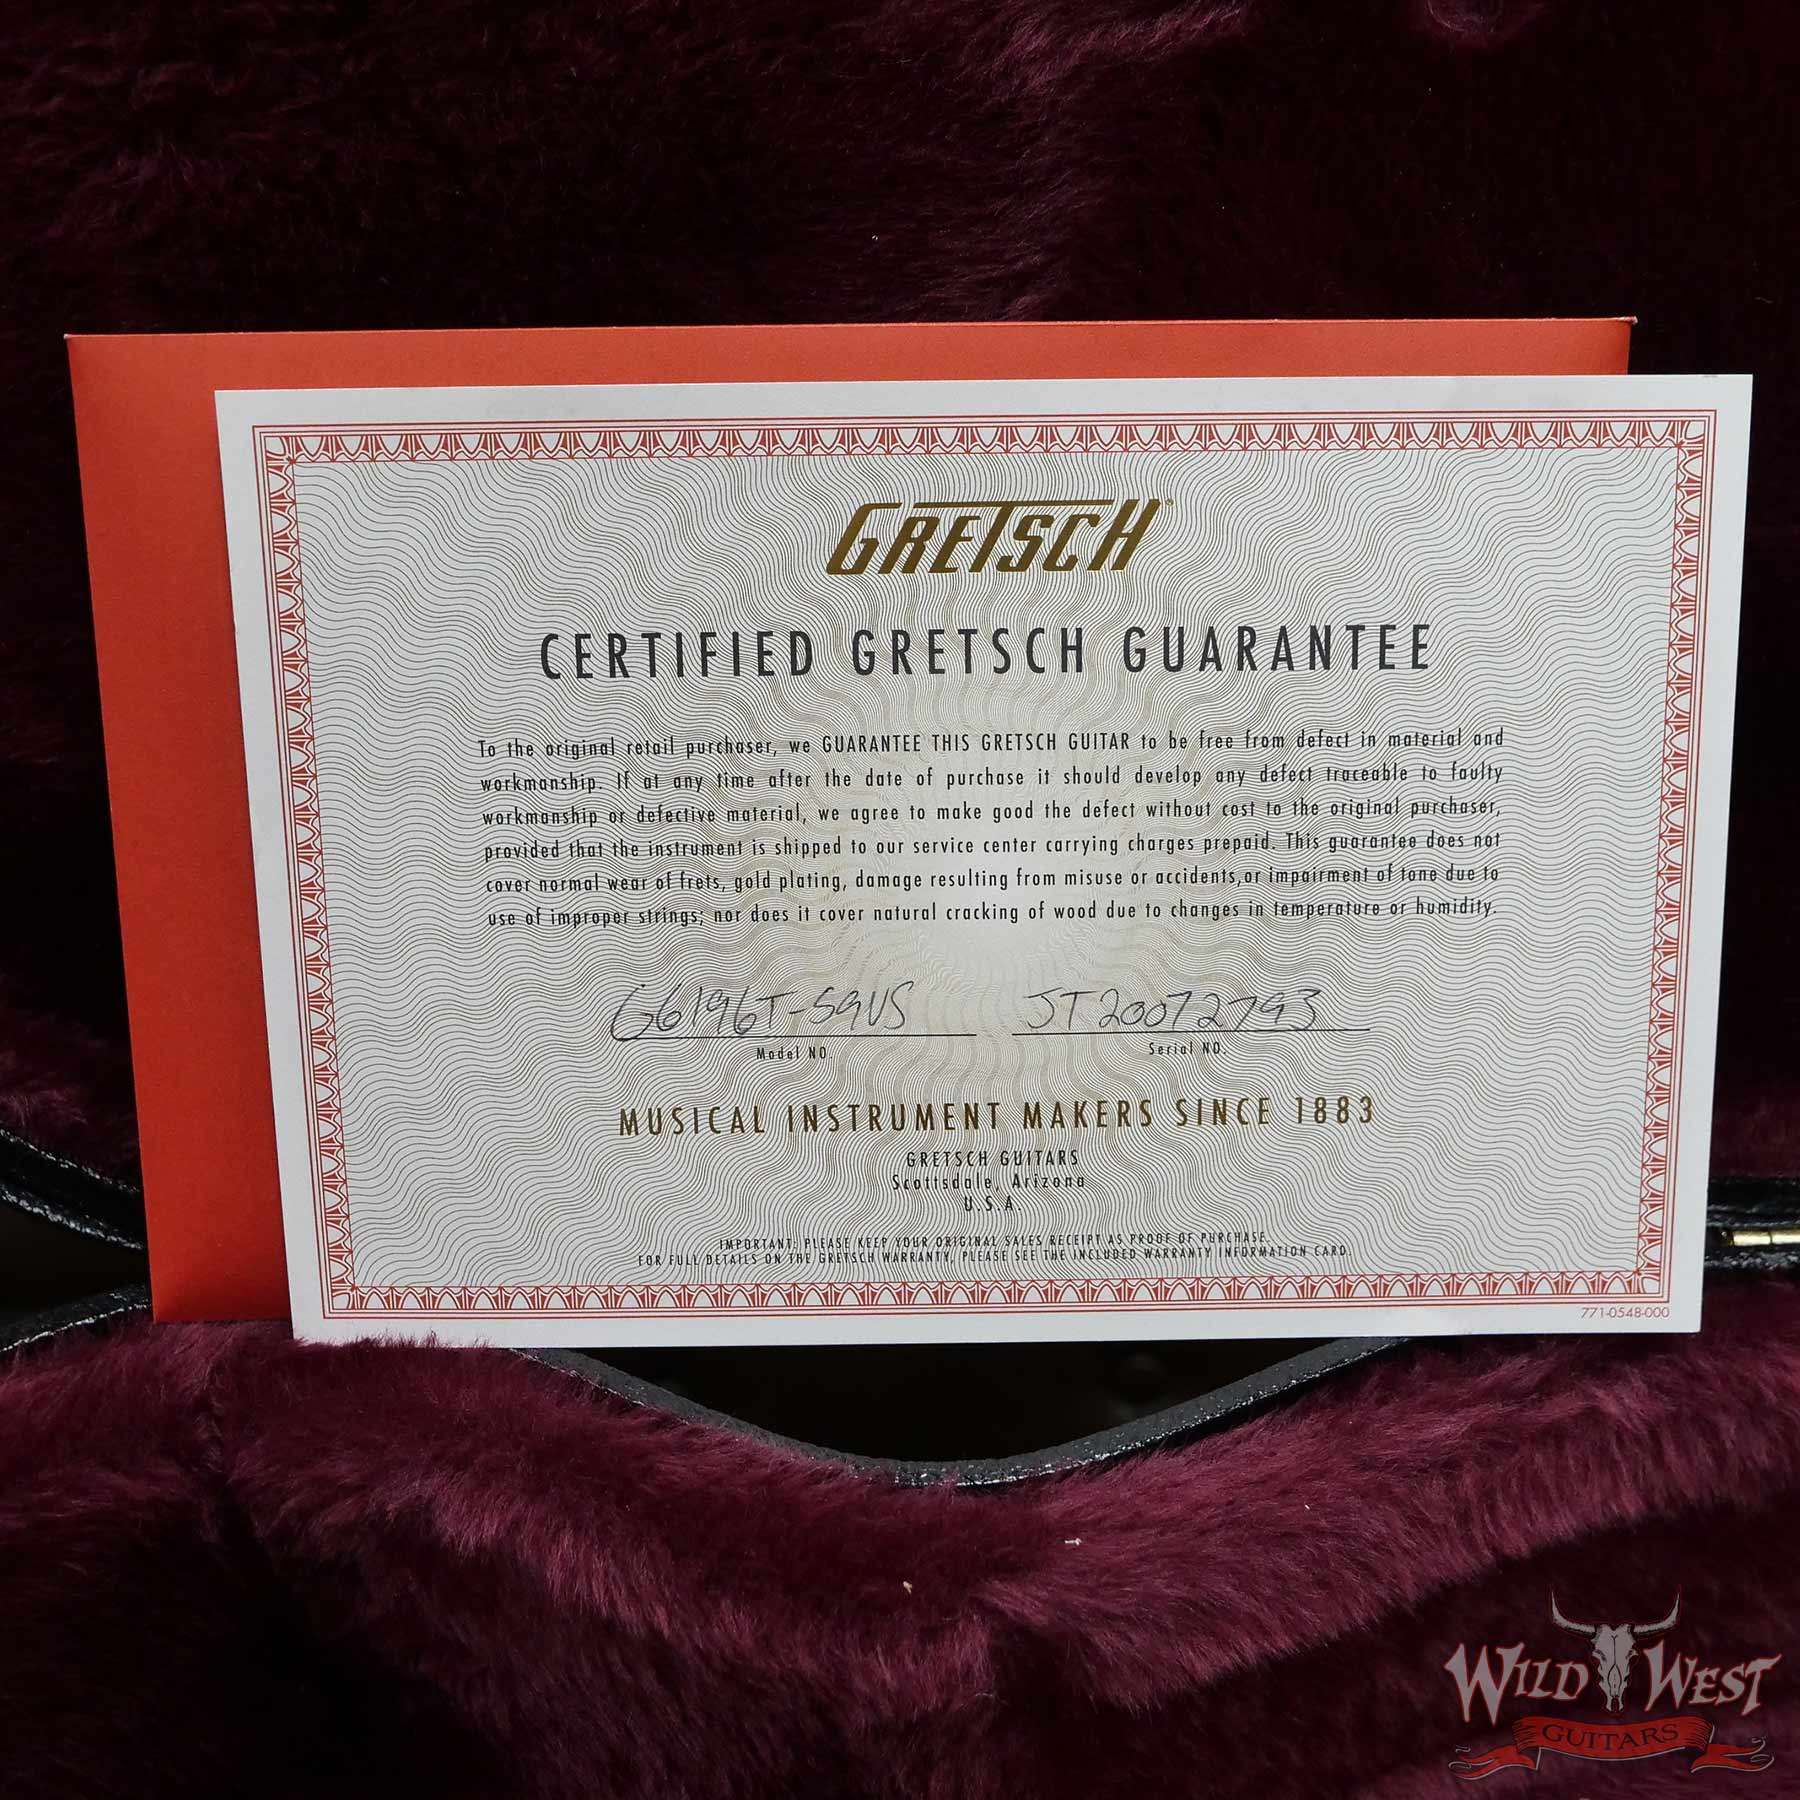 GRETSCH
CERTIFIED GRETSCH GUARANTEE
To the original retail purchaser, we GUARANTEE THIS GRETSCH GUITAR to be free from defect in material and
workmanship. If at any time after the date of purchase it should develop any defect traceable to faulty
workmanship or defective material, we agree to make good the defect without cost to the original purchaser,
provided that the instrument is shipped to our service center carrying charges prepaid. This guarantee does not
cover normal wear of frets, gold plating, damage resulting from misuse or accidents,or impairment of tone due to
use of improper strings; nor does it cover natural cracking of wood due to changes in temperature or humidity.
G6196T-59VS JT20072793
Model NO. Serial NO.
MUSICAL INSTRUMENT MAKERS SINCE 1883
GRETSCH GUITARS
Scottsdale, Arizona
U.S.A.
IMPORTANT: PLEASE KEEP YOUR ORIGINAL SALES RECEIPT AS PROOF OF PURCHASE.
FOR FULL DETAILS ON THE GRETSCH WARRANTY, PLEASE SEE THE INCLUDED WARRANTY INFORMATION CARD.
771-0548-000
WILD WEST
GUITARS